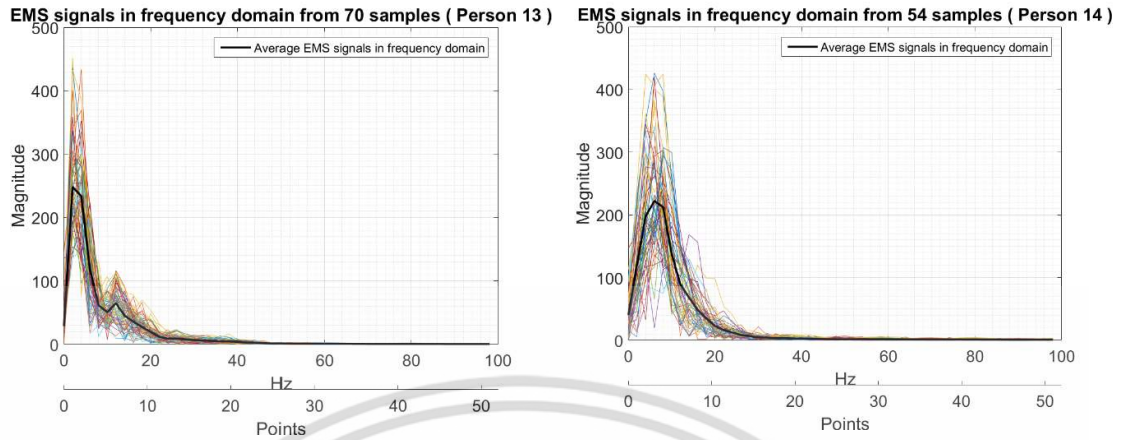 EMS signals in frequency domain from 70 samples ( Person 13 )
500
400
300
200
100
0
Magnitude
Average EMS signals in frequency domain
0 20 40 60 80 100
Hz
0 10 20 30 40 50
Points
EMS signals in frequency domain from 54 samples ( Person 14 )
500
400
300
200
100
0
Magnitude
Average EMS signals in frequency domain
0 20 40 60 80 100
Hz
0 10 20 30 40 50
Points